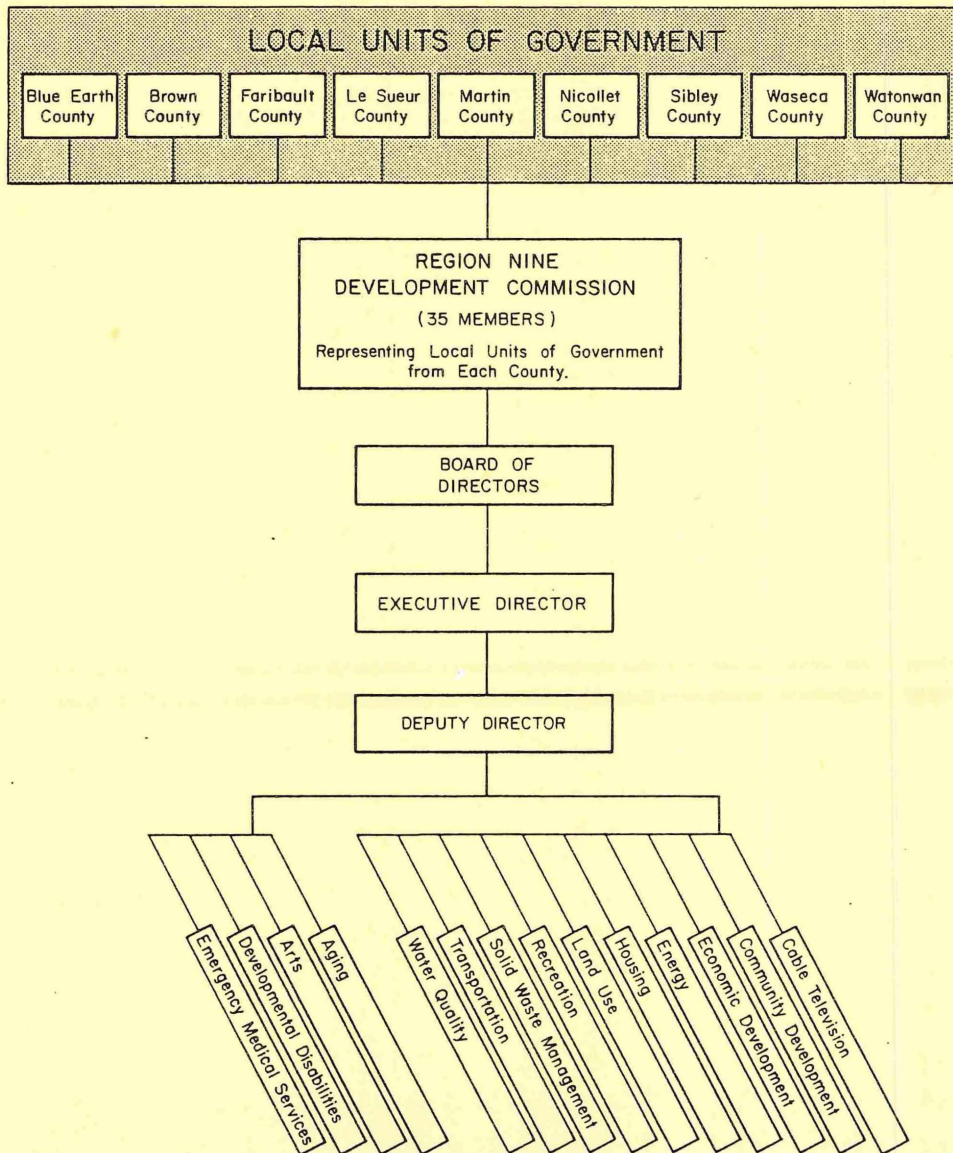 LOCAL UNITS OF GOVERNMENT
Blue Earth
County
Brown
County
Faribault
County
Le Sueur
County
Martin
County
Nicollet
County
Sibley
County
Waseca
County
Watonwan
County
REGION NINE
DEVELOPMENT COMMISSION
(35 MEMBERS)
Representing Local Units of Government
from Each County.
BOARD OF
DIRECTORS
EXECUTIVE DIRECTOR
DEPUTY DIRECTOR
Emergency Medical Services
Developmental Disabilities
Arts
Aging
Water Quality
Transportation
Solid Waste Management
Recreation
Land Use
Housing
Energy
Economic Development
Community Development
Cable Television